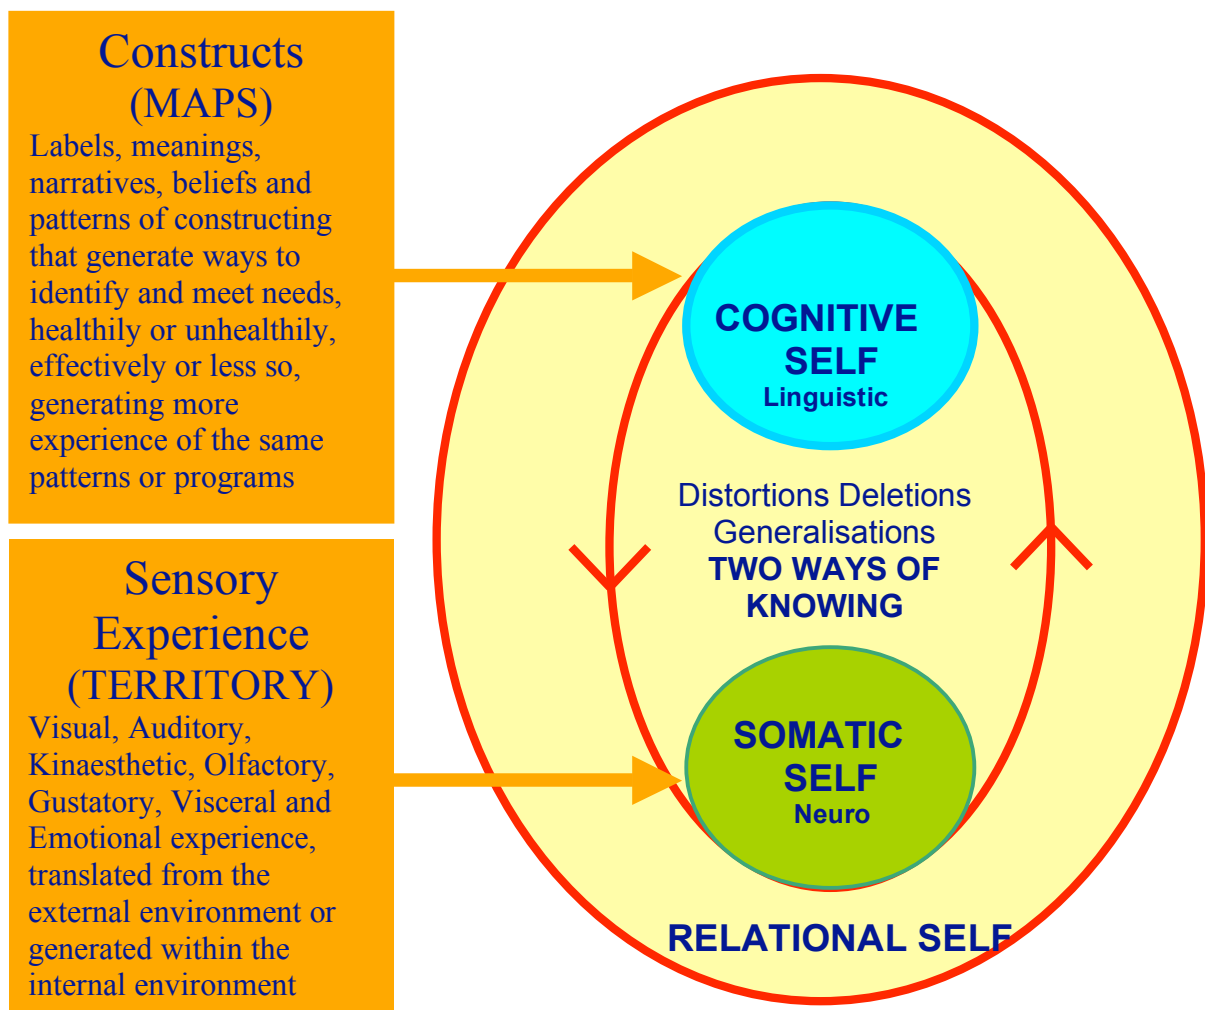 Constructs
(MAPS)
Labels, meanings,
narratives, beliefs and
patterns of constructing
that generate ways to
identify and meet needs,
healthily or unhealthily,
effectively or less so,
generating more
experience of the same
patterns or programs
Sensory
Experience
(TERRITORY)
Visual, Auditory,
Kinaesthetic, Olfactory,
Gustatory, Visceral and
Emotional experience,
translated from the
external environment or
generated within the
internal environment
COGNITIVE
SELF
Linguistic
Distortions Deletions
Generalisations
TWO WAYS OF
KNOWING
SOMATIC
SELF
Neuro
RELATIONAL SELF